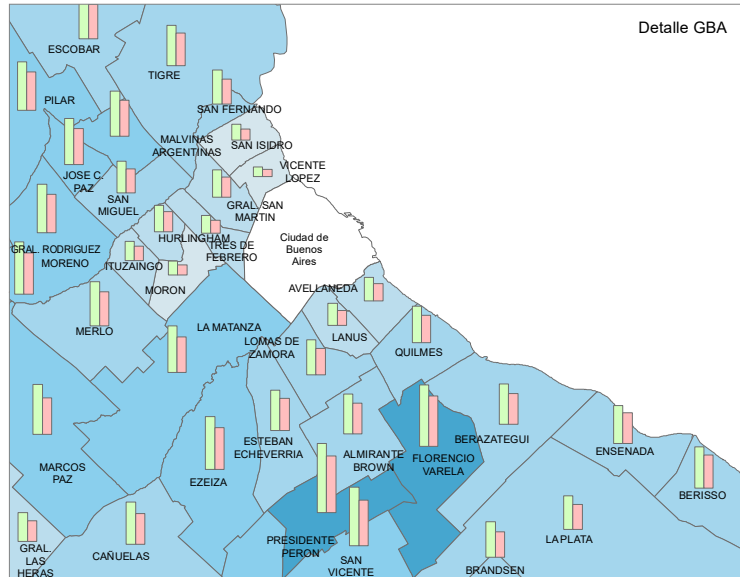 Detalle GBA
ESCOBAR
TIGRE
PILAR
SAN FERNANDO
MALVINAS
ARGENTINAS
SAN ISIDRO
VICENTE
LOPEZ
JOSE C.
PAZ
SAN
MIGUEL
GRAL. SAN
MARTIN
HURLINGHAM
TRES DE
FEBRERO
Ciudad de
Buenos
Aires
GRAL. RODRIGUEZ
MORENO
ITUZAINGO
MORON
AVELLANEDA
MERLO
LA MATANZA
LANUS
LOMAS DE
ZAMORA
QUILMES
ESTEBAN
ECHEVERRIA
ALMIRANTE
BROWN
FLORENCIO
VARELA
BERAZATEGUI
ENSENADA
MARCOS
PAZ
EZEIZA
BERISSO
GRAL.
LAS
HERAS
CAÑUELAS
PRESIDENTE
PERON
SAN
VICENTE
LA PLATA
BRANDSEN